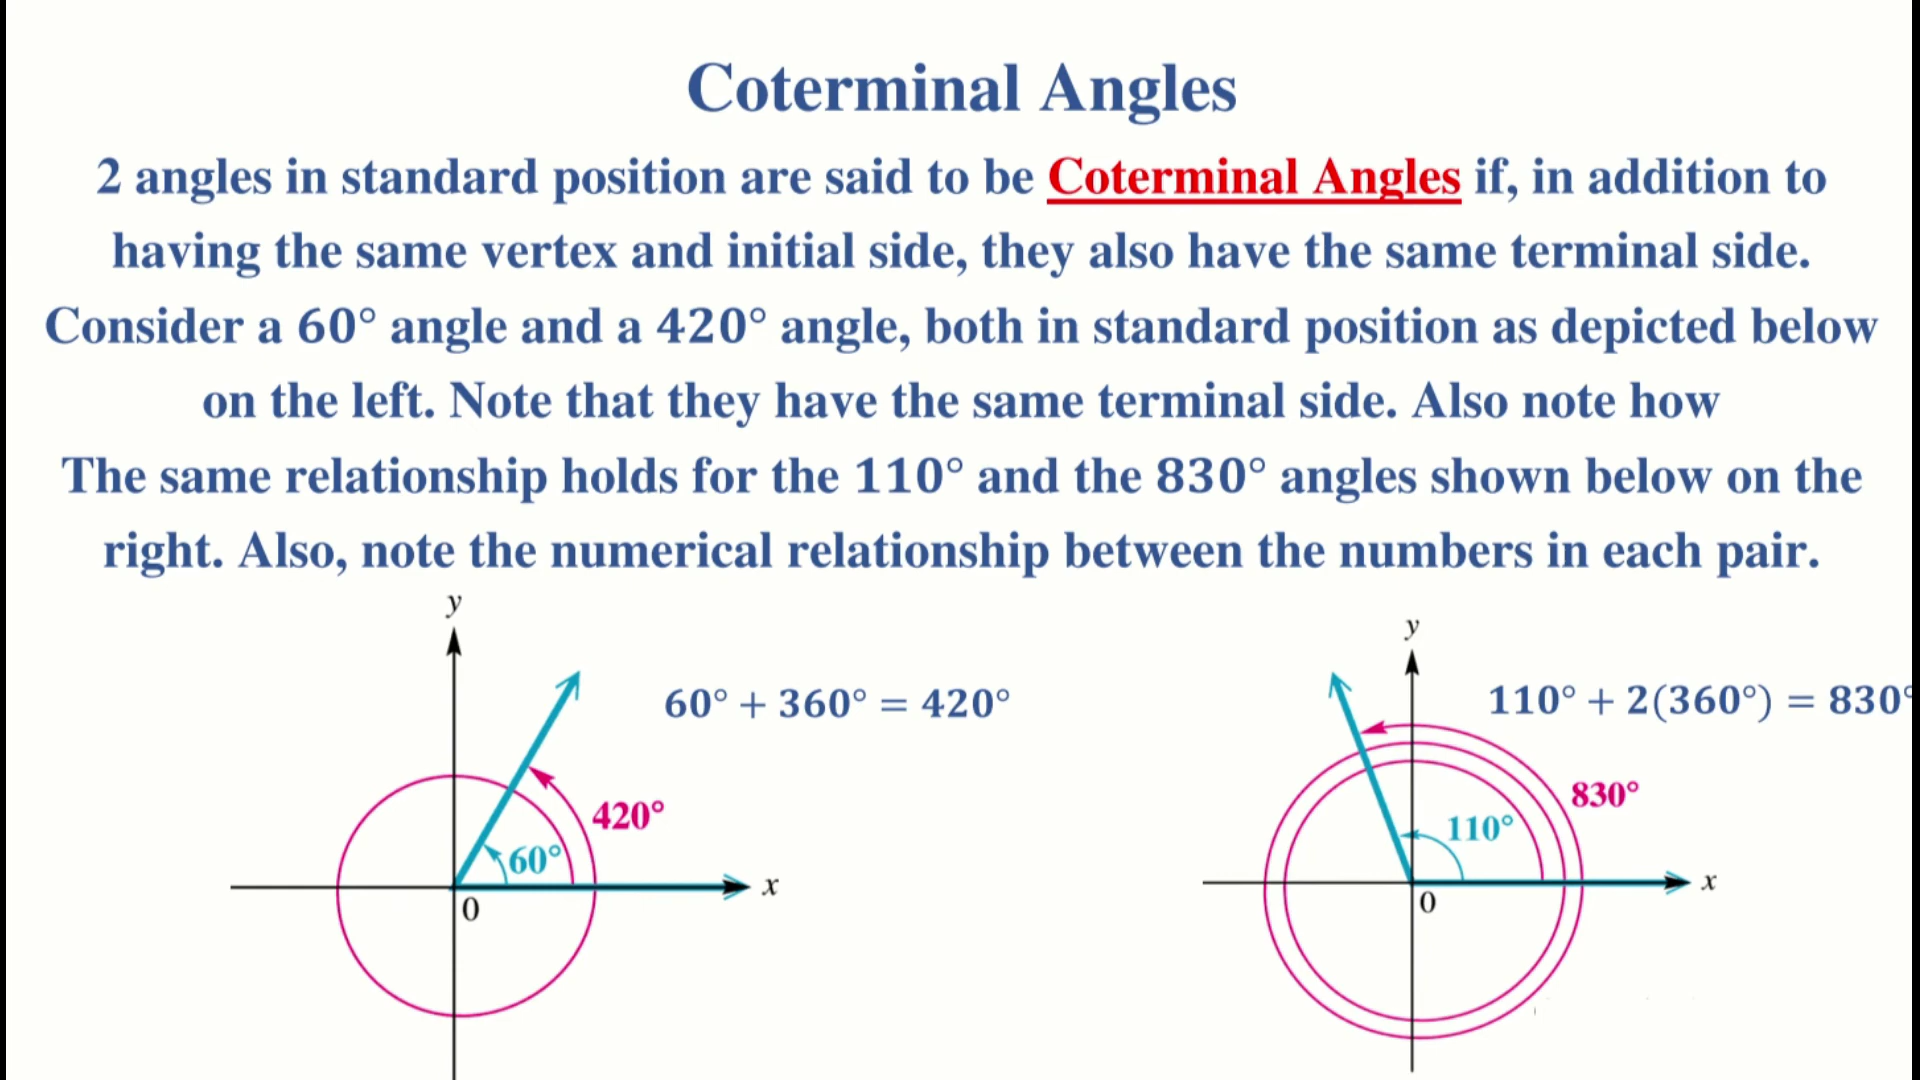 Coterminal Angles
2 angles in standard position are said to be Coterminal Angles if, in addition to
having the same vertex and initial side, they also have the same terminal side.
Consider a 60° angle and a 420° angle, both in standard position as depicted below
on the left. Note that they have the same terminal side. Also note how
The same relationship holds for the 110° and the 830° angles shown below on the
right. Also, note the numerical relationship between the numbers in each pair.
y
60° + 360° = 420°
420°
60°
x
0
y
110° + 2(360°) = 830°
830°
110°
x
0